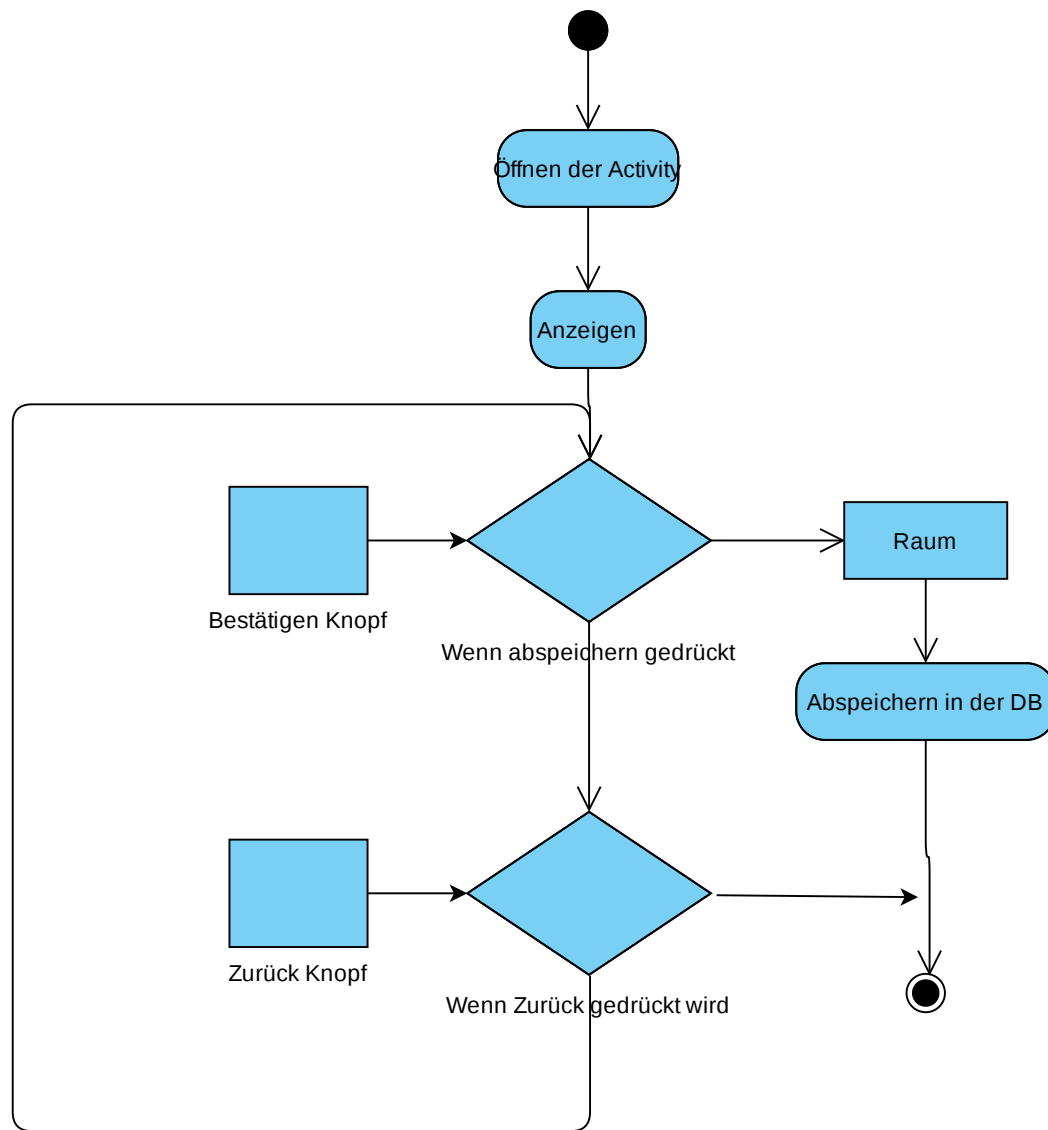 Öffnen der Activity
Anzeigen
Raum
Bestätigen Knopf
Wenn abspeichern gedrückt
Abspeichern in der DB
Zurück Knopf
Wenn Zurück gedrückt wird